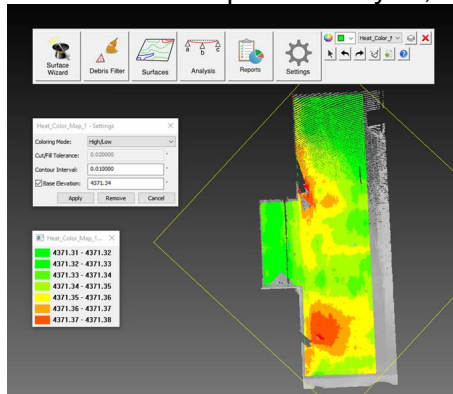 Surface Wizard
Debris Filter
Surfaces
Analysis
Reports
Settings
a b c
Heat_Color_Map_1 - Settings
Coloring Mode: High/Low
Cut/Fill Tolerance: 0.020000
Contour Interval: 0.010000
Base Elevation: 4371.34
Apply Remove Cancel
Heat_Color_Map_1...
4371.31 - 4371.32
4371.32 - 4371.33
4371.33 - 4371.34
4371.34 - 4371.35
4371.35 - 4371.36
4371.36 - 4371.37
4371.37 - 4371.38